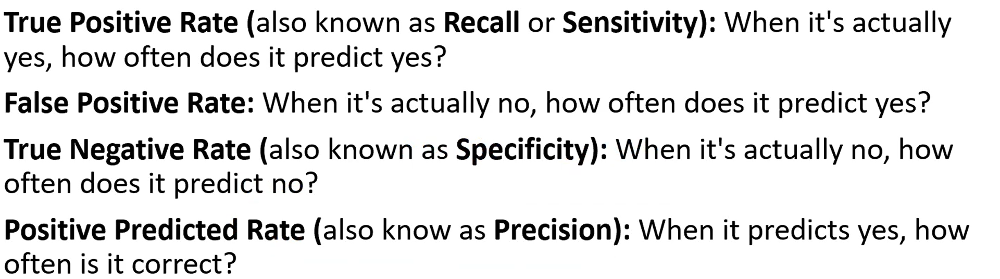 True Positive Rate (also known as Recall or Sensitivity): When it's actually
yes, how often does it predict yes?
False Positive Rate: When it's actually no, how often does it predict yes?
True Negative Rate (also known as Specificity): When it's actually no, how
often does it predict no?
Positive Predicted Rate (also know as Precision): When it predicts yes, how
often is it correct?